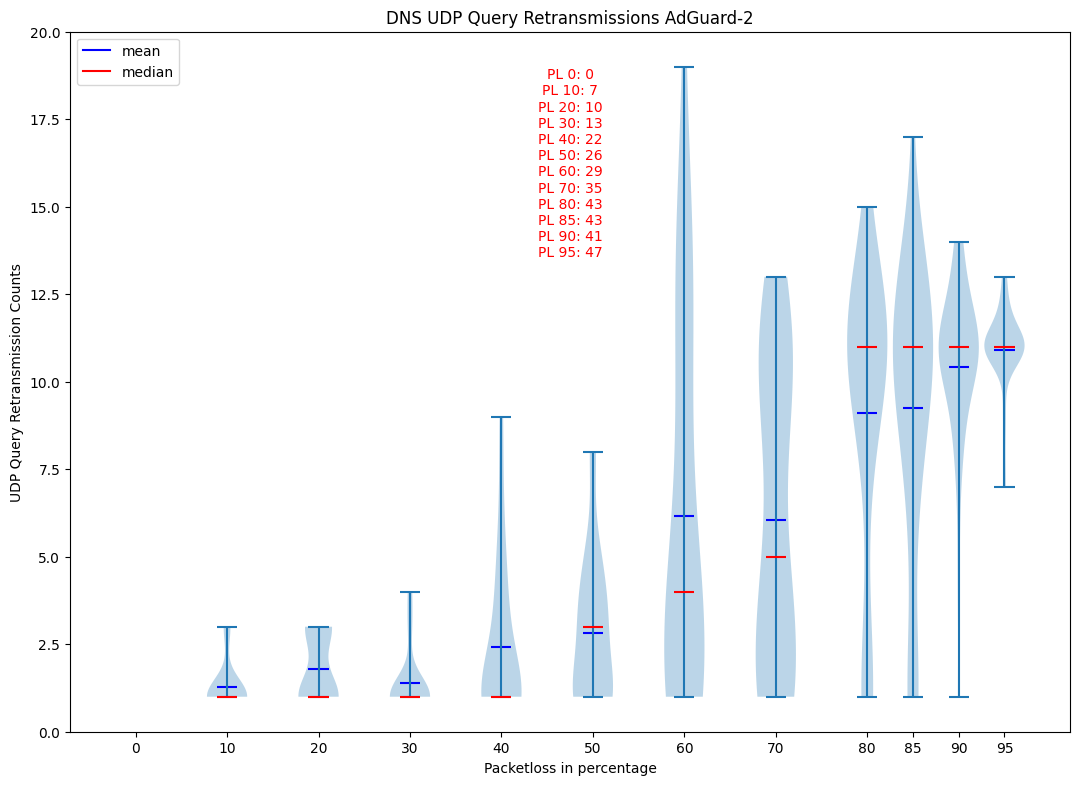 DNS UDP Query Retransmissions AdGuard-2
mean
median
PL 0: 0
PL 10: 7
PL 20: 10
PL 30: 13
PL 40: 22
PL 50: 26
PL 60: 29
PL 70: 35
PL 80: 43
PL 85: 43
PL 90: 41
PL 95: 47
UDP Query Retransmission Counts
20.0
17.5
15.0
12.5
10.0
7.5
5.0
2.5
0.0
0 10 20 30 40 50 60 70 80 85 90 95
Packetloss in percentage